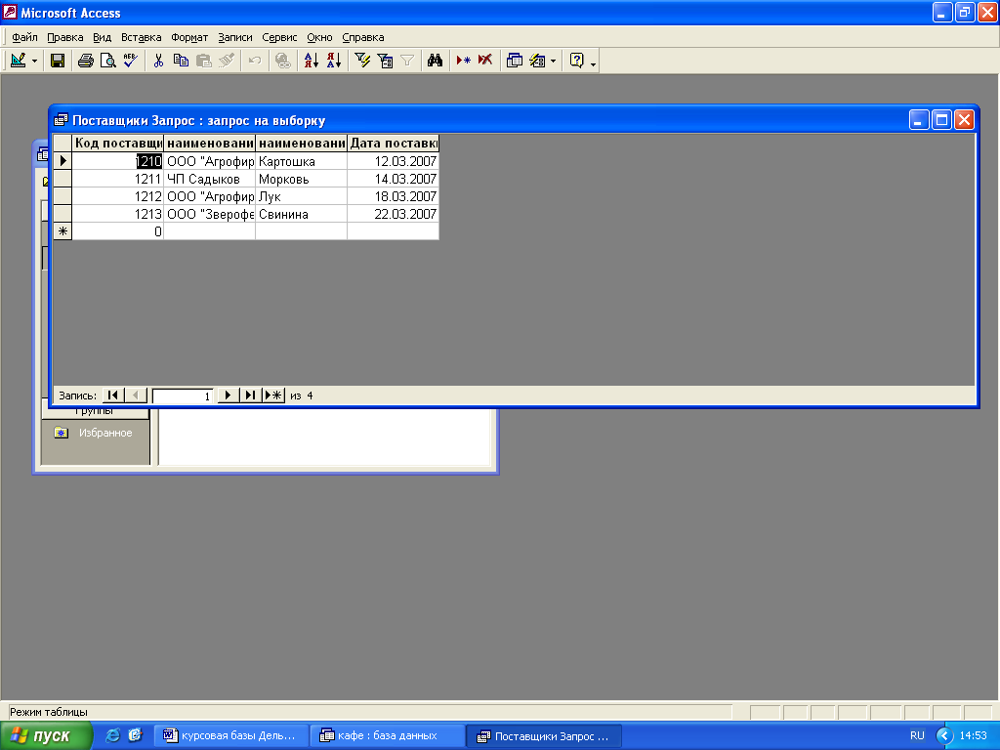 Microsoft Access
Файл Правка Вид Вставка Формат Записи Сервис Окно Справка
Поставщики Запрос : запрос на выборку
Код поставщи наименовани наименовани Дата поставки
1210 ООО "Агрофир Картошка 12.03.2007
1211 ЧП Садыков Морковь 14.03.2007
1212 ООО "Агрофир Лук 18.03.2007
1213 ООО "Зверофе Свинина 22.03.2007
0
Запись: 1 из 4
Группы
Избранное
Режим таблицы
пуск курсовая базы Дель... кафе : база данных Поставщики Запрос ... RU 14:53